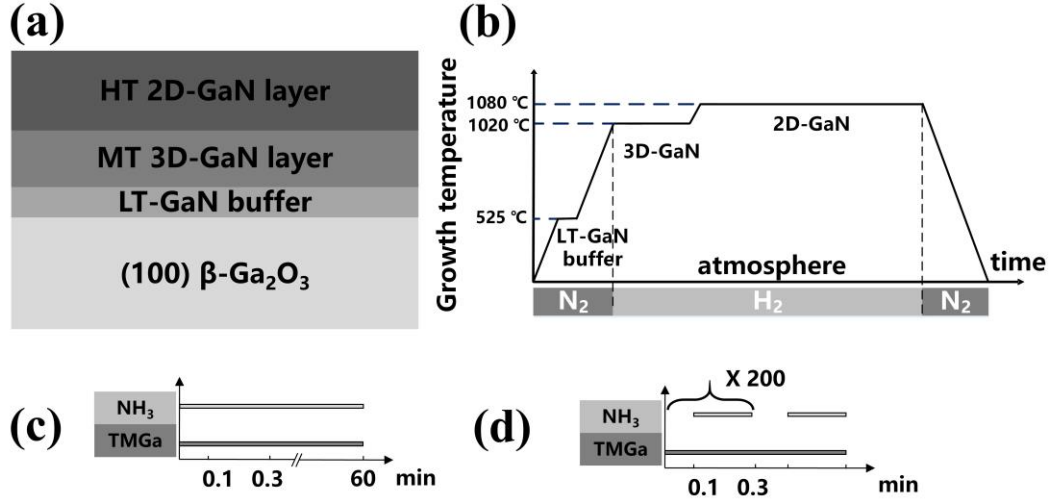 (a)
HT 2D-GaN layer
MT 3D-GaN layer
LT-GaN buffer
(100) β-Ga₂O₃
(b)
Growth temperature
1080 ℃
1020 ℃
525 ℃
2D-GaN
3D-GaN
LT-GaN
buffer
atmosphere
time
N₂
H₂
N₂
(c)
NH₃
TMGa
0.1
0.3
60
min
(d)
X 200
NH₃
TMGa
0.1
0.3
min